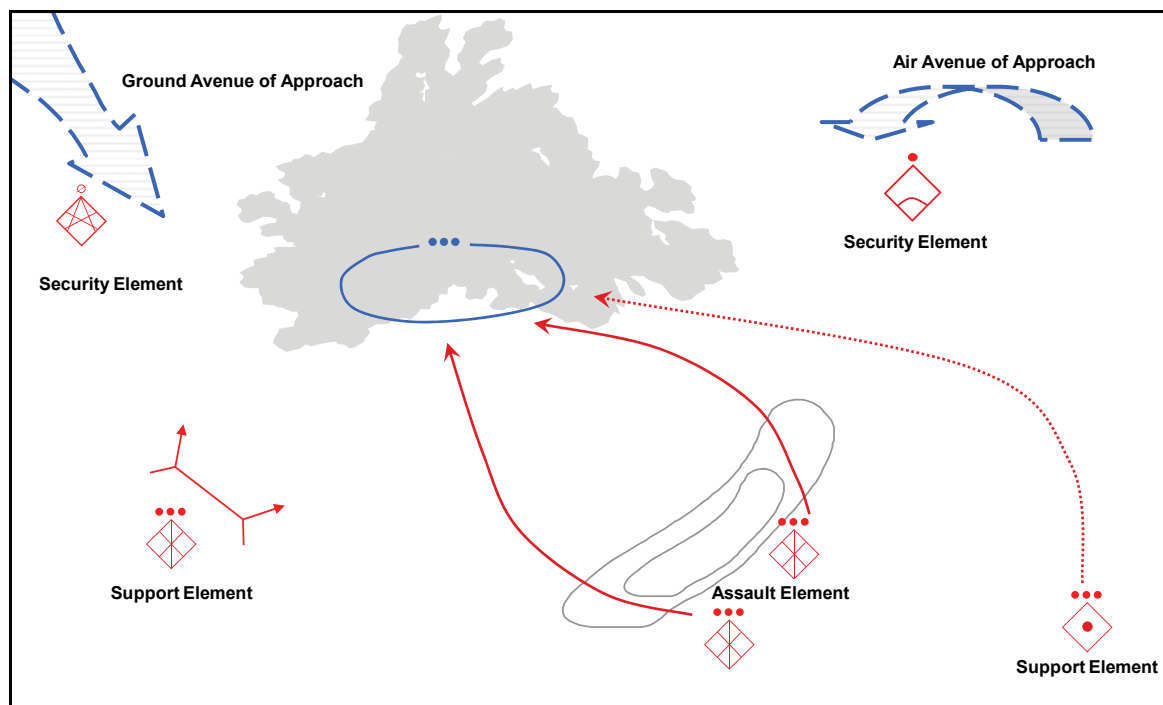 Air Avenue of Approach
Ground Avenue of Approach
Security Element
Security Element
Support Element
Assault Element
Support Element